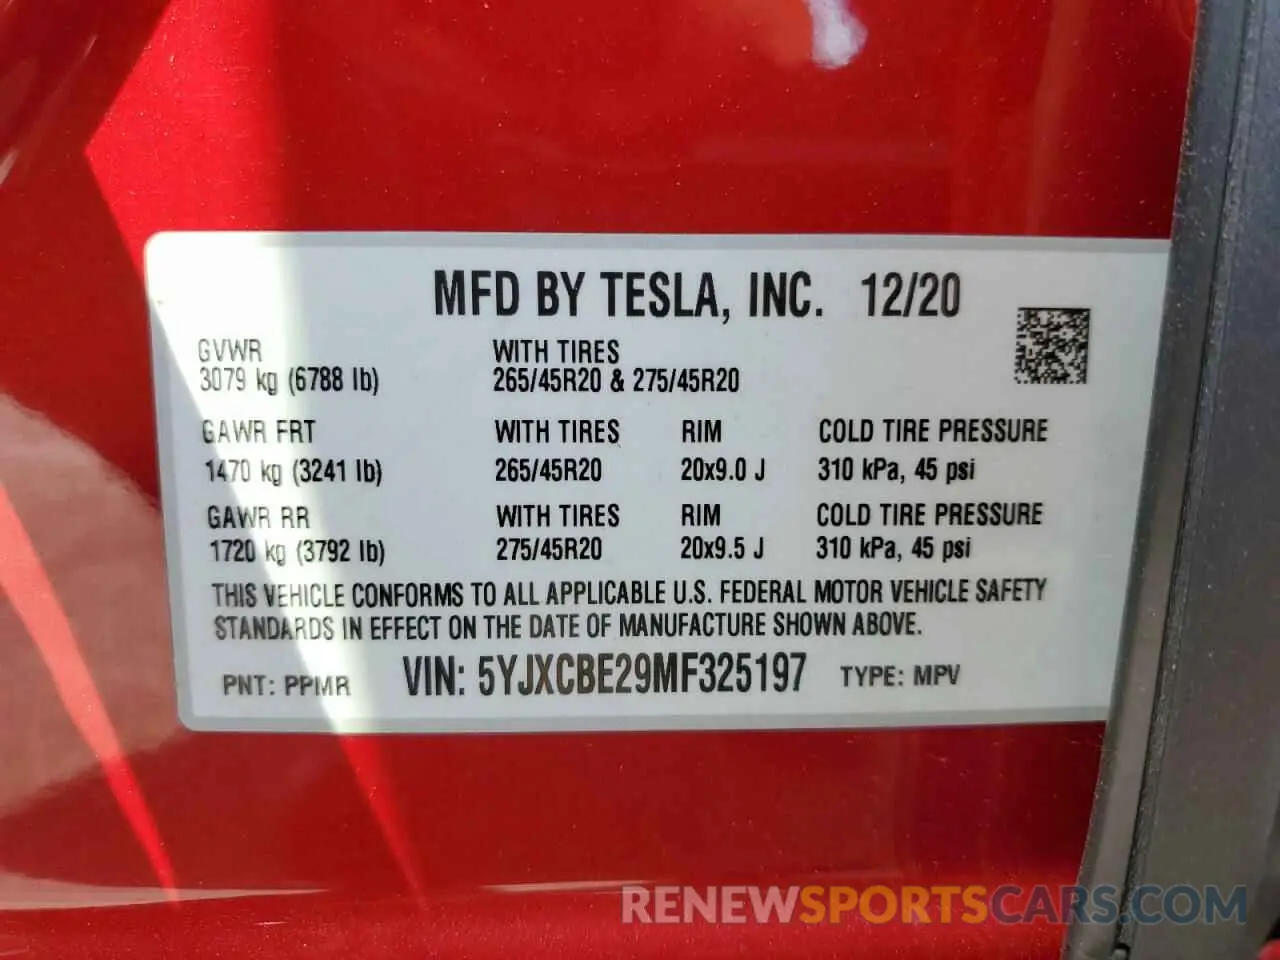 MFD BY TESLA, INC. 12/20
GVWR WITH TIRES
3079 kg (6788 lb) 265/45R20 & 275/45R20
GAWR FRT WITH TIRES RIM COLD TIRE PRESSURE
1470 kg (3241 lb) 265/45R20 20x9.0 J 310 kPa, 45 psi
GAWR RR WITH TIRES RIM COLD TIRE PRESSURE
1720 kg (3792 lb) 275/45R20 20x9.5 J 310 kPa, 45 psi
THIS VEHICLE CONFORMS TO ALL APPLICABLE U.S. FEDERAL MOTOR VEHICLE SAFETY
STANDARDS IN EFFECT ON THE DATE OF MANUFACTURE SHOWN ABOVE.
PNT: PPMR VIN: 5YJXCBE29MF325197 TYPE: MPV
RENEWSPORTSCARS.COM